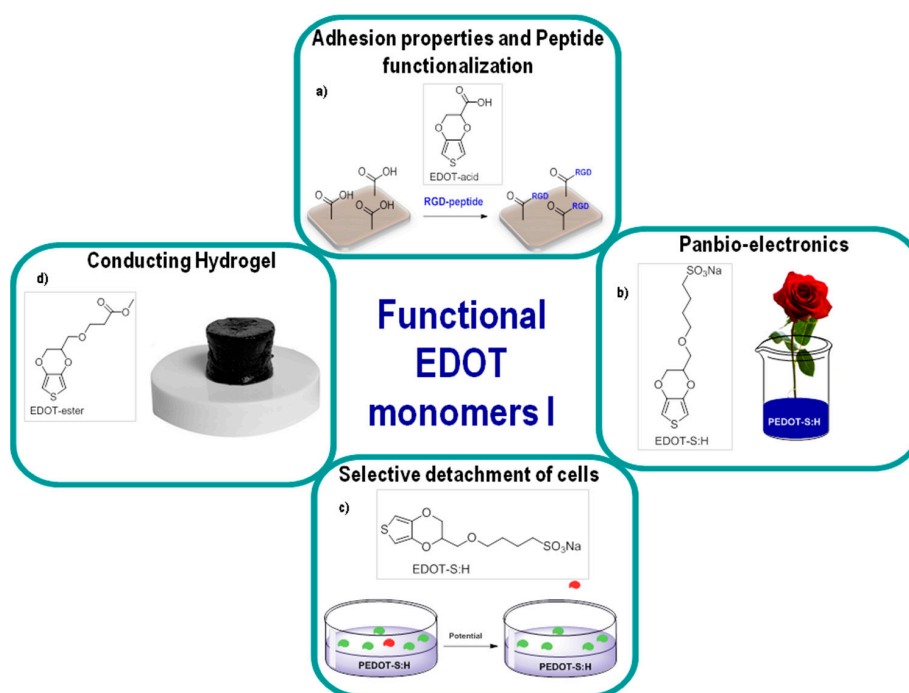 Adhesion properties and Peptide
functionalization
a)
O
OH
O
O
S
EDOT-acid
O
OH
O
OH
O
OH
RGD-peptide
O
RGD
O
RGD
O
RGD
Conducting Hydrogel
d)
O
O
O
O
O
S
EDOT-ester
Functional
EDOT
monomers I
Panbio-electronics
b)
SO3Na
O
O
O
S
EDOT-S:H
PEDOT-S:H
Selective detachment of cells
c)
S
O
O
O
SO3Na
EDOT-S:H
Potential
PEDOT-S:H
PEDOT-S:H